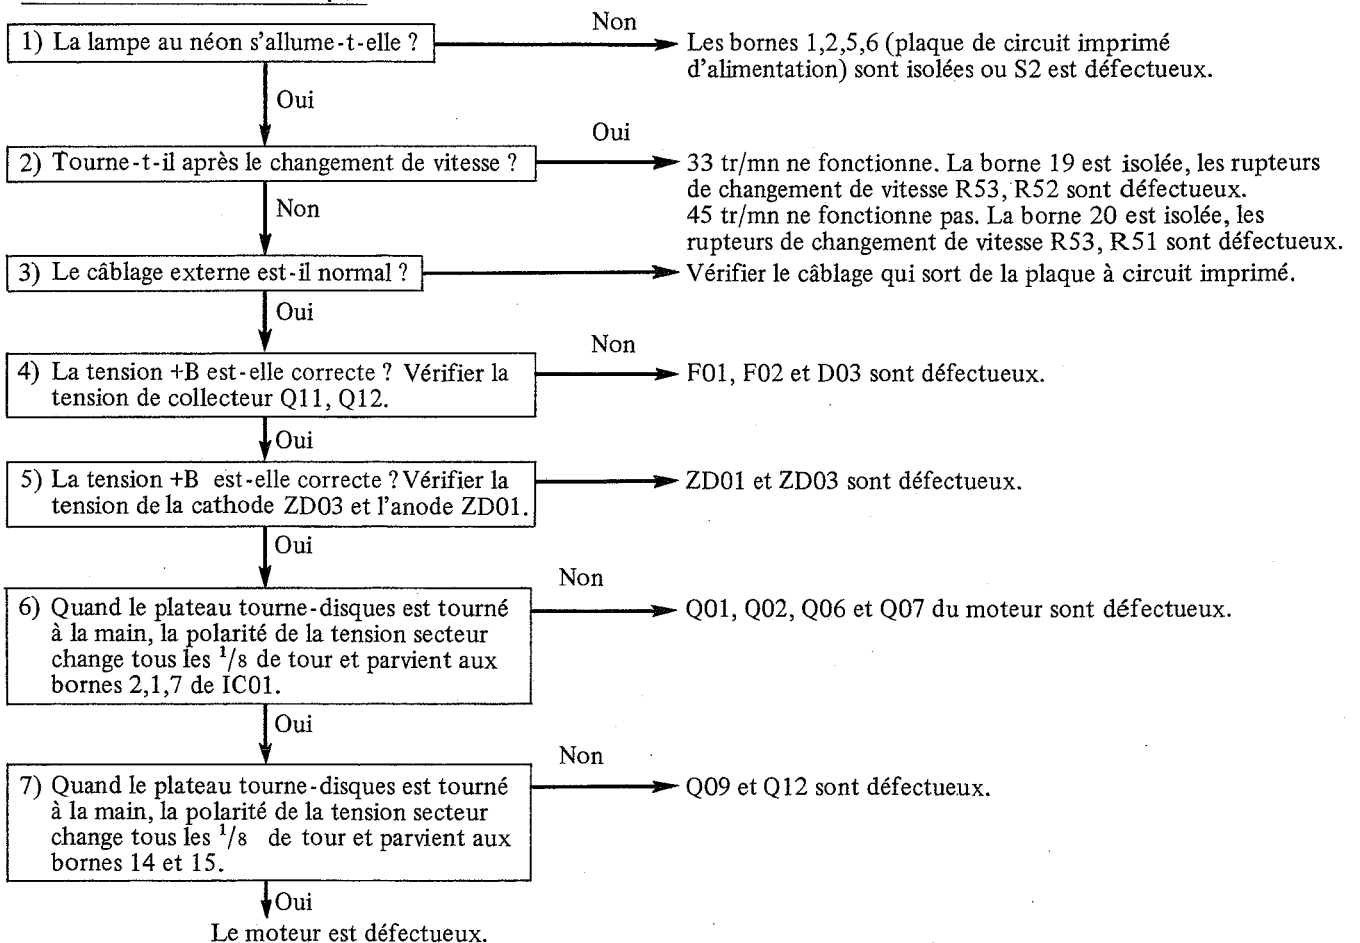 Non
1) La lampe au néon s'allume-t-elle ?
Les bornes 1,2,5,6 (plaque de circuit imprimé
d'alimentation) sont isolées ou S2 est défectueux.
Oui
Oui
2) Tourne-t-il après le changement de vitesse ?
33 tr/mn ne fonctionne. La borne 19 est isolée, les rupteurs
de changement de vitesse R53, R52 sont défectueux.
45 tr/mn ne fonctionne pas. La borne 20 est isolée, les
rupteurs de changement de vitesse R53, R51 sont défectueux.
Non
3) Le câblage externe est-il normal ?
Vérifier le câblage qui sort de la plaque à circuit imprimé.
Oui
Non
4) La tension +B est-elle correcte ? Vérifier la
tension de collecteur Q11, Q12.
F01, F02 et D03 sont défectueux.
Oui
5) La tension +B est-elle correcte ? Vérifier la
tension de la cathode ZD03 et l'anode ZD01.
ZD01 et ZD03 sont défectueux.
Oui
Non
6) Quand le plateau tourne-disques est tourné
à la main, la polarité de la tension secteur
change tous les 1/8 de tour et parvient aux
bornes 2,1,7 de IC01.
Q01, Q02, Q06 et Q07 du moteur sont défectueux.
Oui
Non
7) Quand le plateau tourne-disques est tourné
à la main, la polarité de la tension secteur
change tous les 1/8 de tour et parvient aux
bornes 14 et 15.
Q09 et Q12 sont défectueux.
Oui
Le moteur est défectueux.